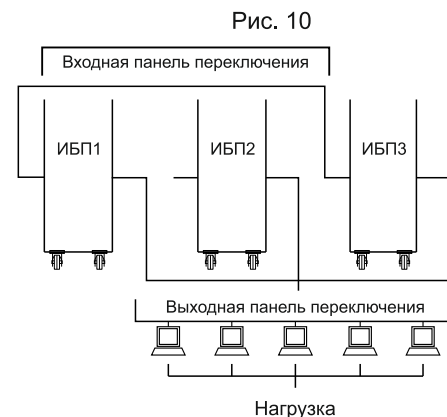 Рис. 10
Входная панель переключения
ИБП1 ИБП2 ИБП3
Выходная панель переключения
Нагрузка